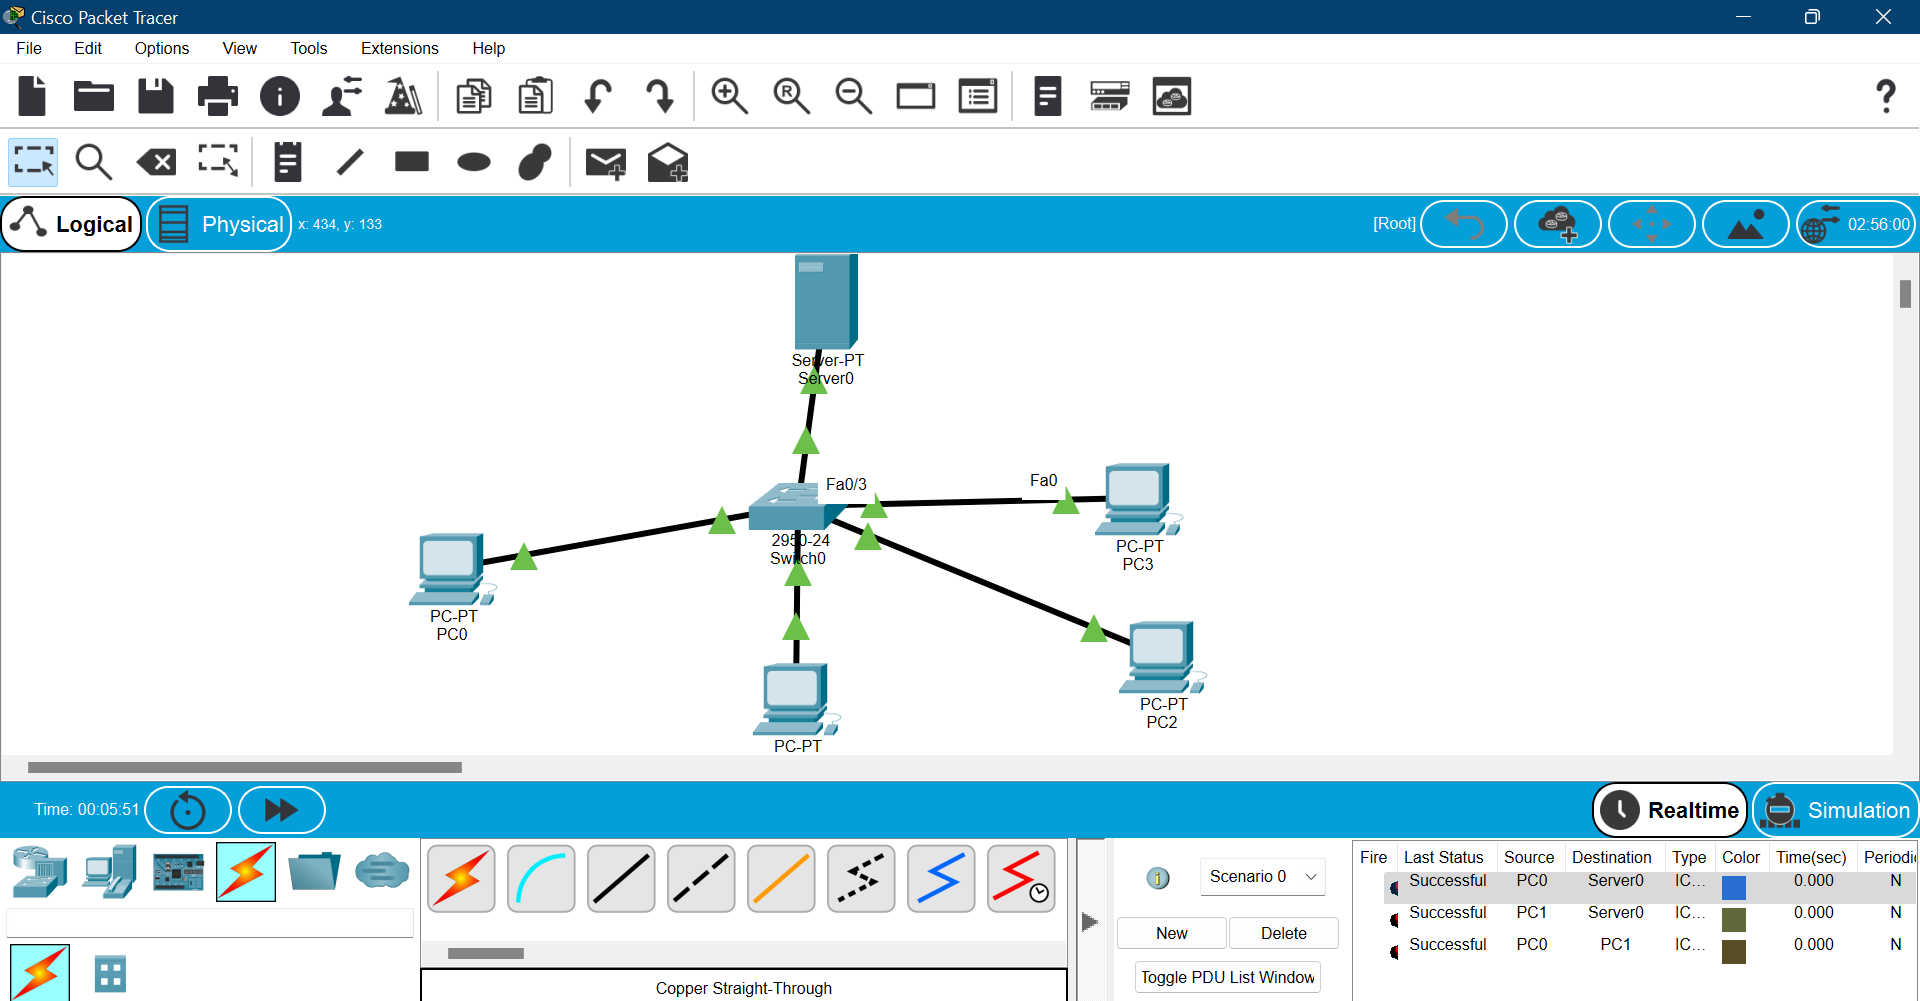 Cisco Packet Tracer
File Edit Options View Tools Extensions Help
Logical Physical x: 434, y: 133 [Root] 02:56:00
Server-PT
Server0
Fa0/3 Fa0
2950-24
Switch0
PC-PT
PC3
PC-PT
PC0
PC-PT
PC2
PC-PT
Time: 00:05:51 Realtime Simulation
Scenario 0
New Delete
Toggle PDU List Window
Copper Straight-Through
Fire Last Status Source Destination Type Color Time(sec) Periodi
Successful PC0 Server0 IC... 0.000 N
Successful PC1 Server0 IC... 0.000 N
Successful PC0 PC1 IC... 0.000 N